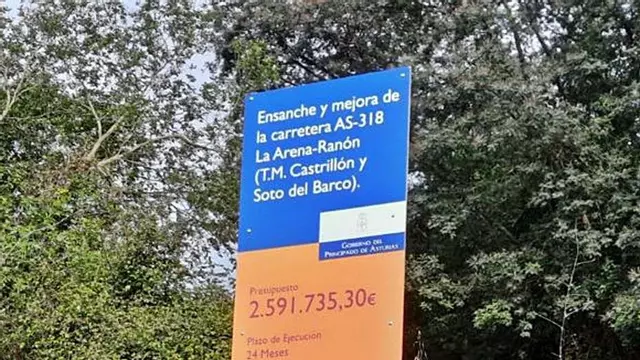 Ensanche y mejora de
la carretera AS-318
La Arena-Ranón
(T.M. Castrillón y
Soto del Barco).
GOBIERNO DEL
PRINCIPADO DE ASTURIAS
Presupuesto
2.591.735,30€
Plazo de Ejecución
24 Meses